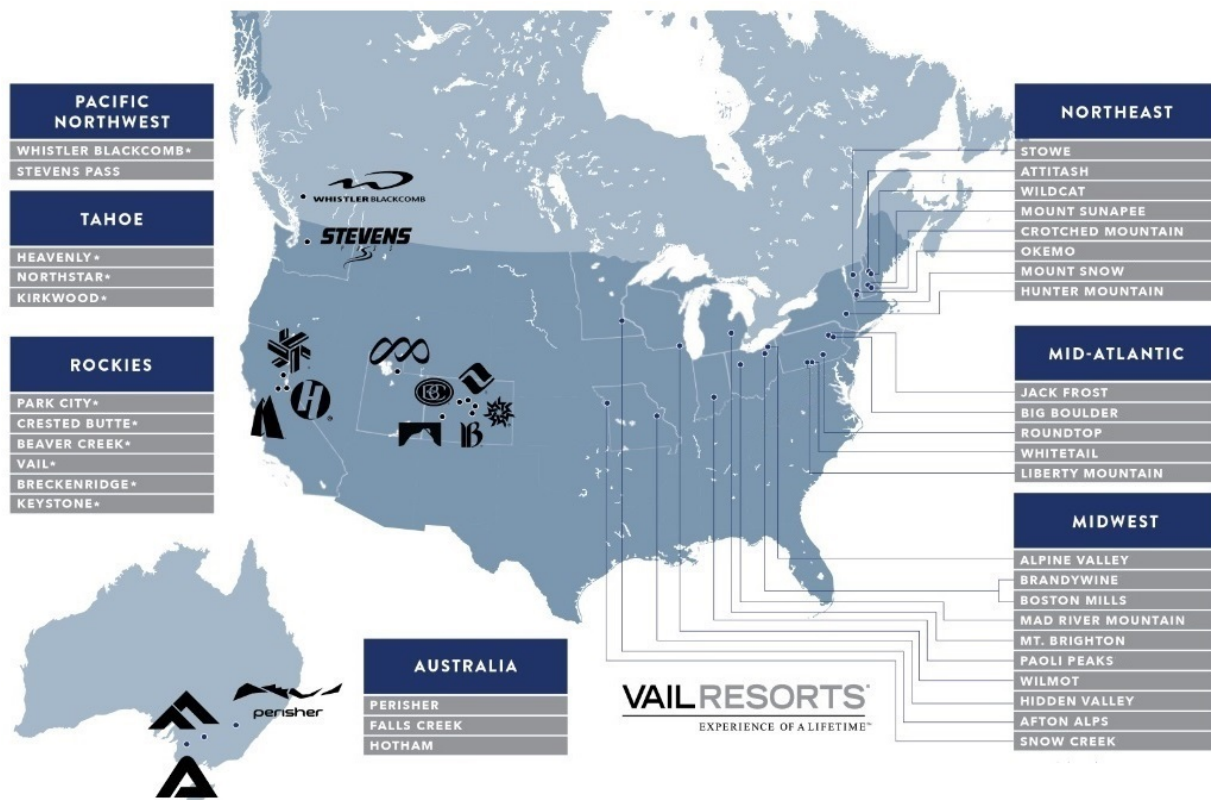 PACIFIC
NORTHWEST
WHISTLER BLACKCOMB*
STEVENS PASS
TAHOE
HEAVENLY*
NORTHSTAR*
KIRKWOOD*
ROCKIES
PARK CITY*
CRESTED BUTTE*
BEAVER CREEK*
VAIL*
BRECKENRIDGE*
KEYSTONE*
WHISTLER BLACKCOMB
STEVENS
H
B
perisher
AUSTRALIA
PERISHER
FALLS CREEK
HOTHAM
VAIL RESORTS®
EXPERIENCE OF A LIFETIME™
NORTHEAST
STOWE
ATTITASH
WILDCAT
MOUNT SUNAPEE
CROTCHED MOUNTAIN
OKEMO
MOUNT SNOW
HUNTER MOUNTAIN
MID-ATLANTIC
JACK FROST
BIG BOULDER
ROUNDTOP
WHITETAIL
LIBERTY MOUNTAIN
MIDWEST
ALPINE VALLEY
BRANDYWINE
BOSTON MILLS
MAD RIVER MOUNTAIN
MT. BRIGHTON
PAOLI PEAKS
WILMOT
HIDDEN VALLEY
AFTON ALPS
SNOW CREEK